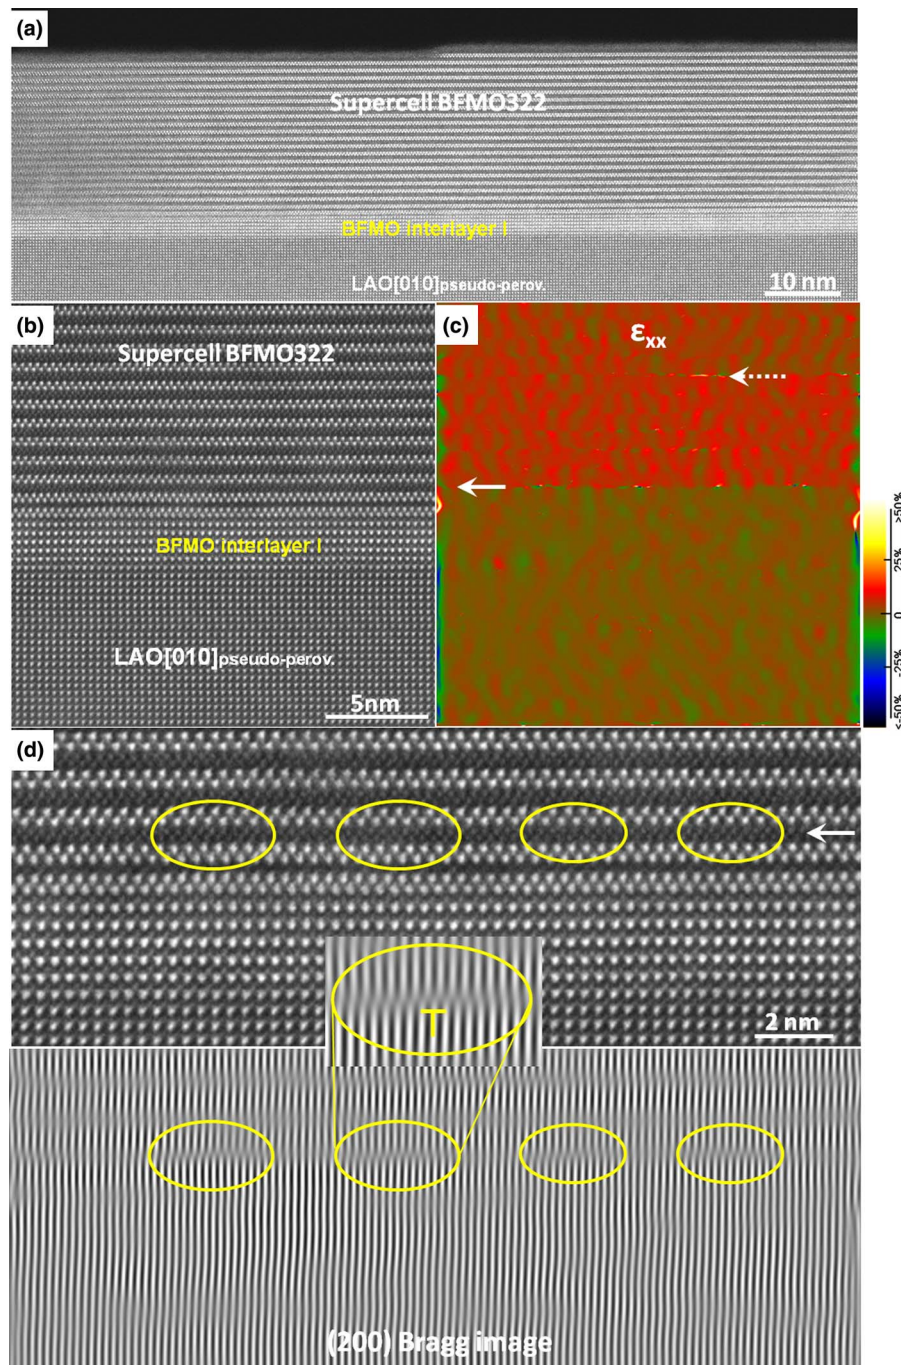 (a)
Supercell BFMO322
BFMO interlayer I
LAO[010]pseudo-perov.
10 nm
(b)
Supercell BFMO322
BFMO interlayer I
LAO[010]pseudo-perov.
5nm
(c)
εxx
≥50%
25%
0
-25%
≤-50%
(d)
T
2 nm
(200) Bragg image